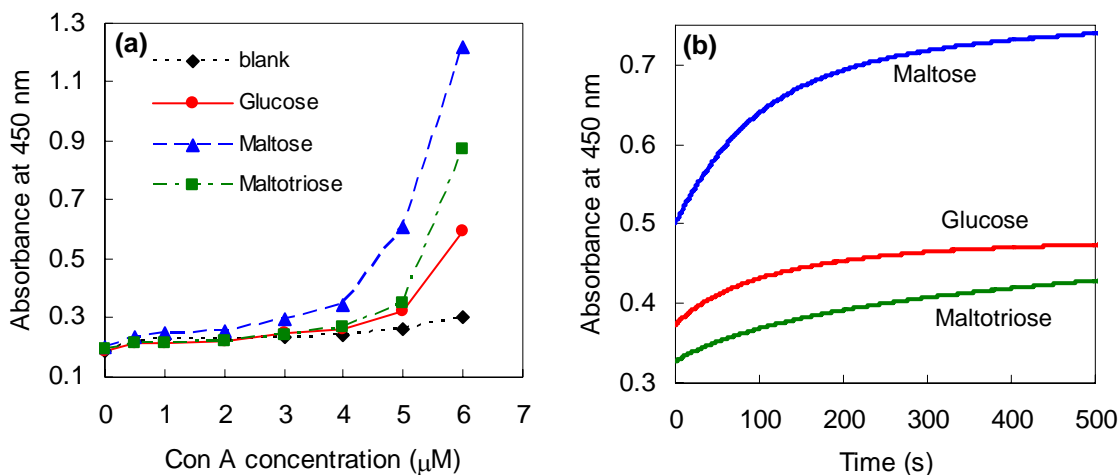 (a)
blank
Glucose
Maltose
Maltotriose
Absorbance at 450 nm
1.3
1.1
0.9
0.7
0.5
0.3
0.1
0 1 2 3 4 5 6 7
Con A concentration (μM)
(b)
Maltose
Glucose
Maltotriose
Absorbance at 450 nm
0.7
0.6
0.5
0.4
0.3
0 100 200 300 400 500
Time (s)